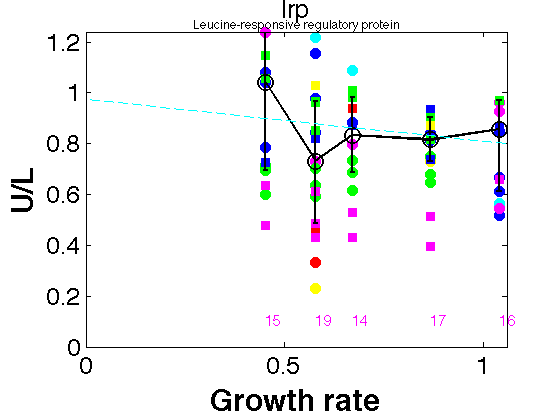 lrp
Leucine-responsive regulatory protein
1.2
1
0.8
0.6
0.4
0.2
0
U/L
15 19 14 17 16
0 0.5 1
Growth rate